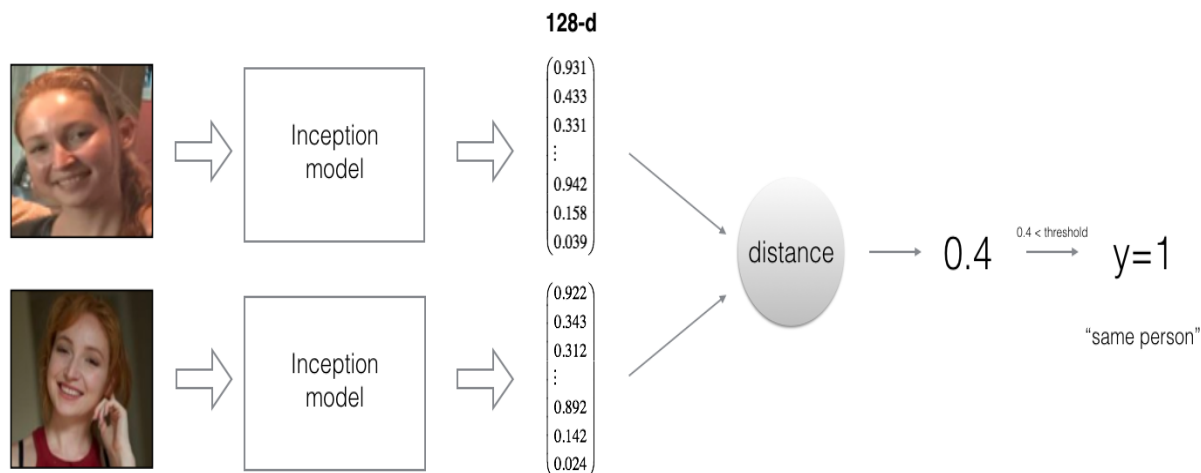 128-d
0.931
0.433
0.331
⋮
0.942
0.158
0.039
Inception
model
distance
0.4
0.4 < threshold
y=1
“same person”
0.922
0.343
0.312
⋮
0.892
0.142
0.024
Inception
model